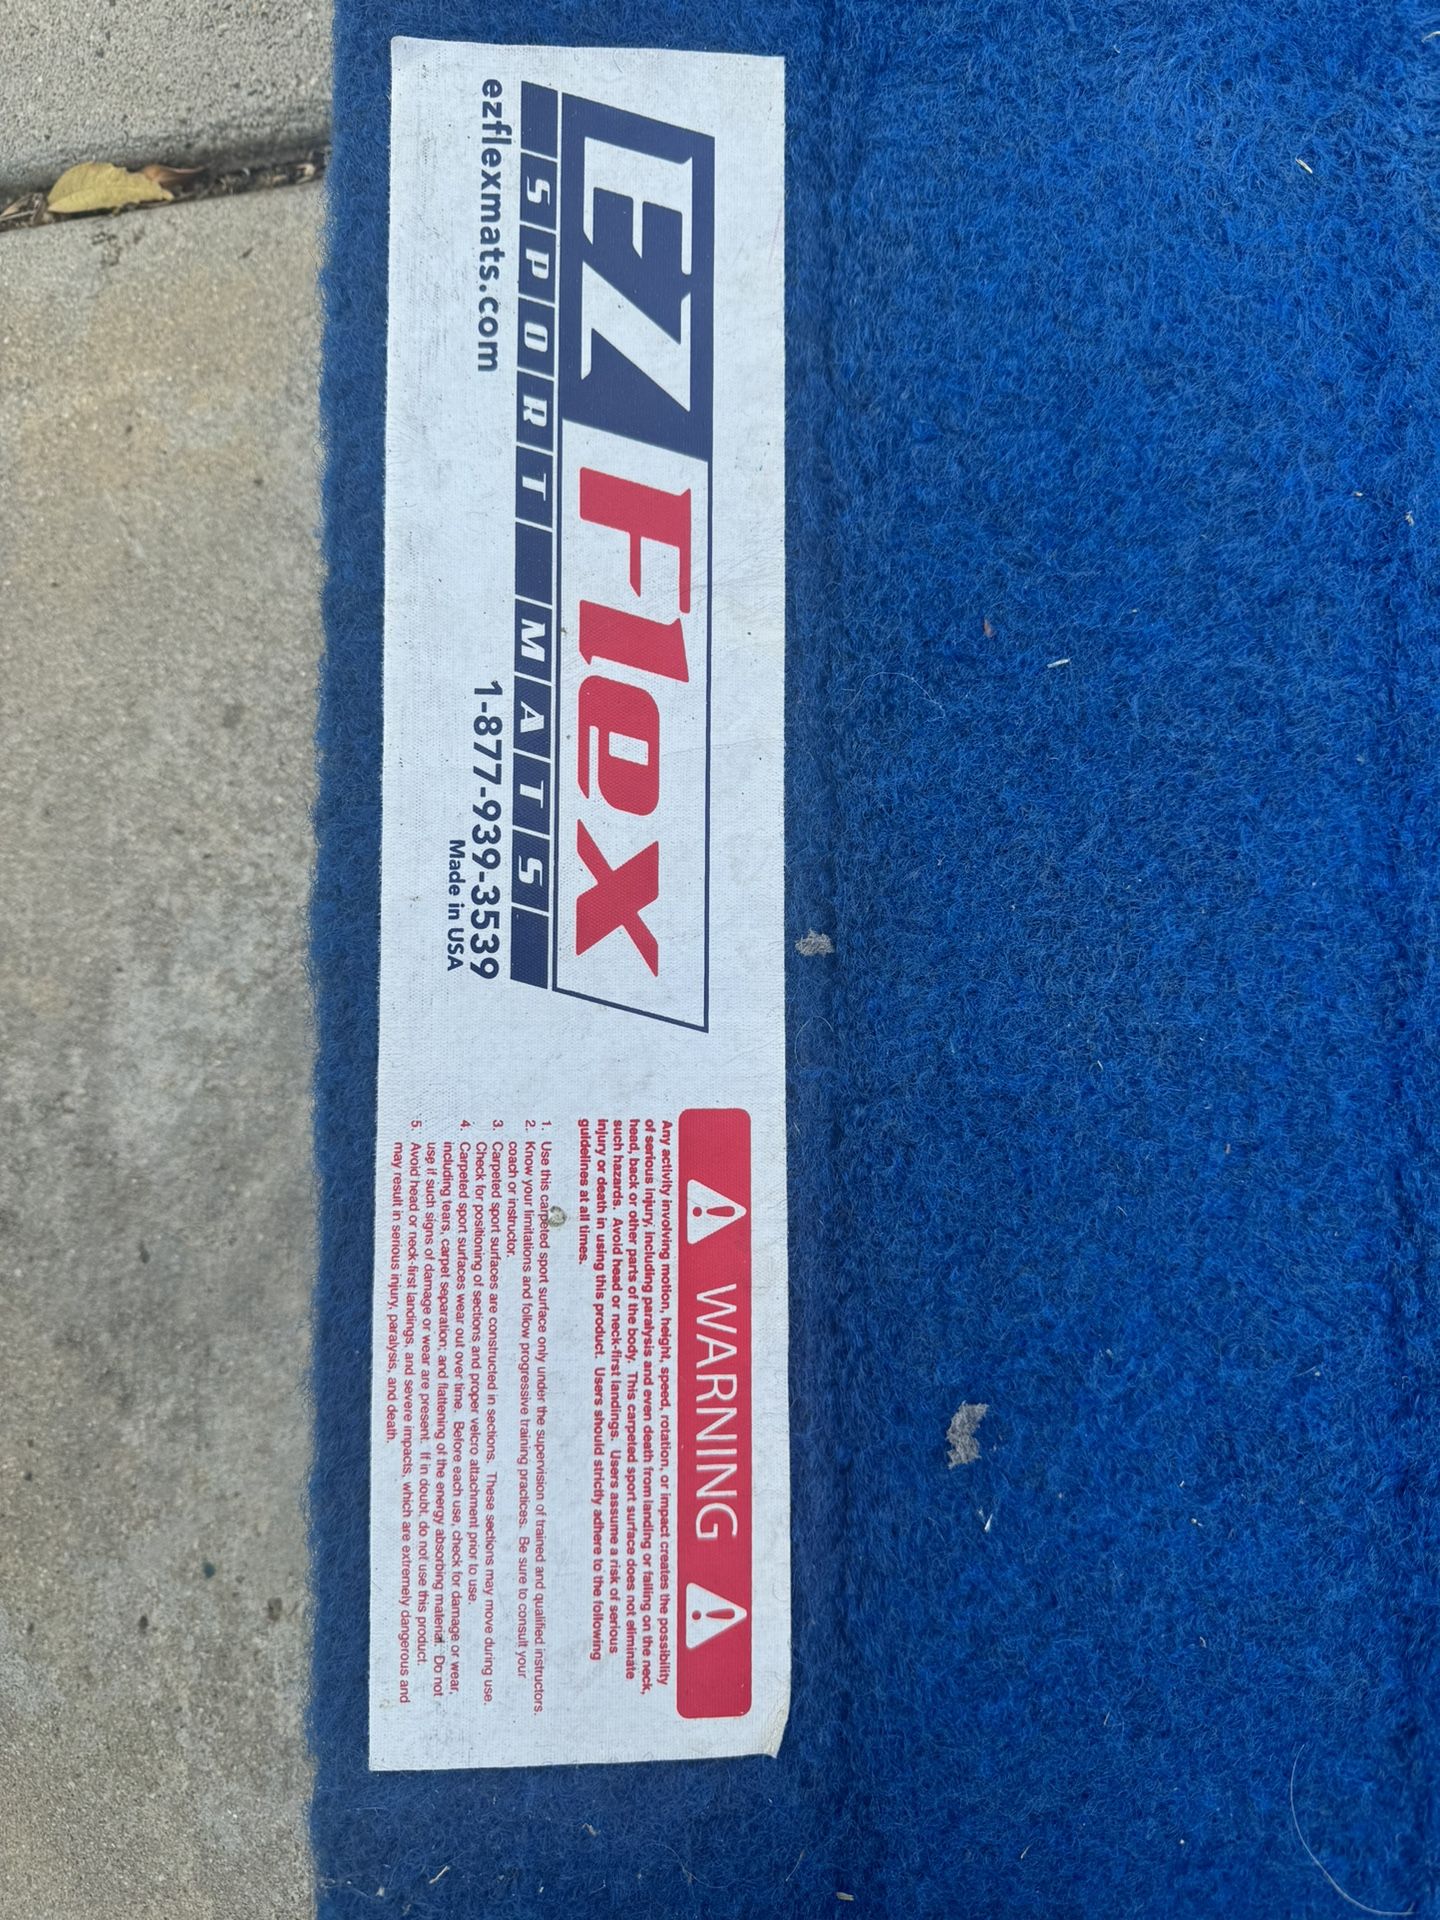 EZFlex
SPORT MATS
ezflexmats.com 1-877-939-3539
Made in USA
WARNING
Any activity involving motion, height, speed, rotation, or impact creates the possibility
of serious injury, including paralysis and even death from landing or falling on the neck,
head, back or other parts of the body. This carpeted sport surface does not eliminate
such hazards. Avoid head or neck-first landings. Users assume a risk of serious
injury or death in using this product. Users should strictly adhere to the following
guidelines at all times.
1. Use this carpeted sport surface only under the supervision of trained and qualified instructors.
2. Know your limitations and follow progressive training practices. Be sure to consult your
coach or instructor.
3. Carpeted sport surfaces are constructed in sections. These sections may move during use.
Check for positioning of sections and proper velcro attachment prior to use.
4. Carpeted sport surfaces wear out over time. Before each use, check for damage or wear,
including tears, carpet separation; and flattening of the energy absorbing material. Do not
use if such signs of damage or wear are present. If in doubt, do not use this product.
5. Avoid head or neck-first landings, and severe impacts, which are extremely dangerous and
may result in serious injury, paralysis, and death.